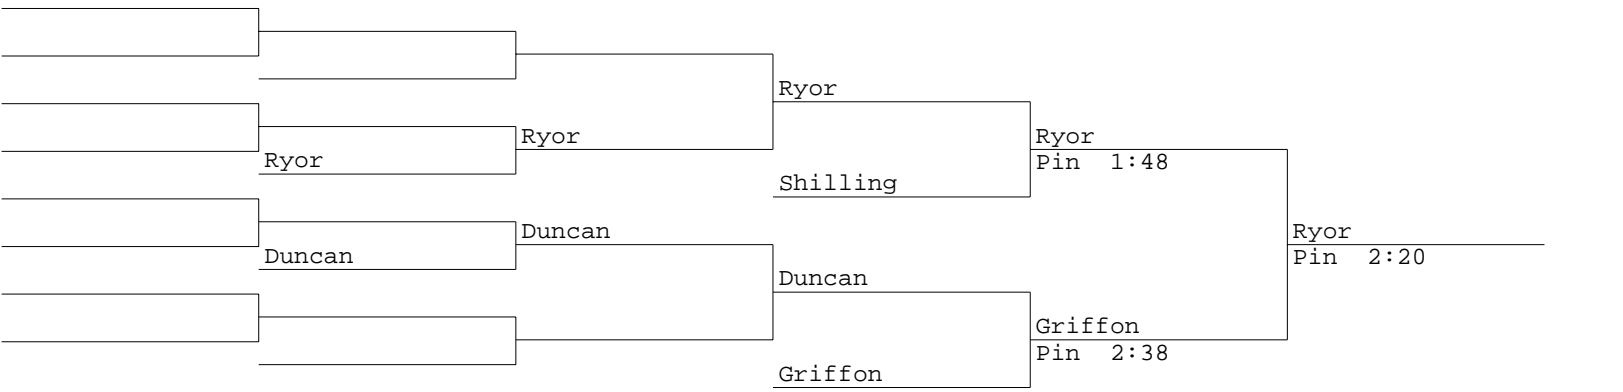 Ryor
Ryor
Ryor
Ryor
Pin 1:48
Shilling
Duncan
Duncan
Ryor
Pin 2:20
Duncan
Griffon
Pin 2:38
Griffon